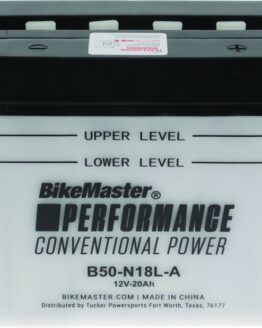 UPPER LEVEL
LOWER LEVEL
BikeMaster®
PERFORMANCE
CONVENTIONAL POWER
B50-N18L-A
12V-20Ah
BIKEMASTER.COM | MADE IN CHINA
Distributed by Tucker Powersports Fort Worth, Texas, 76177